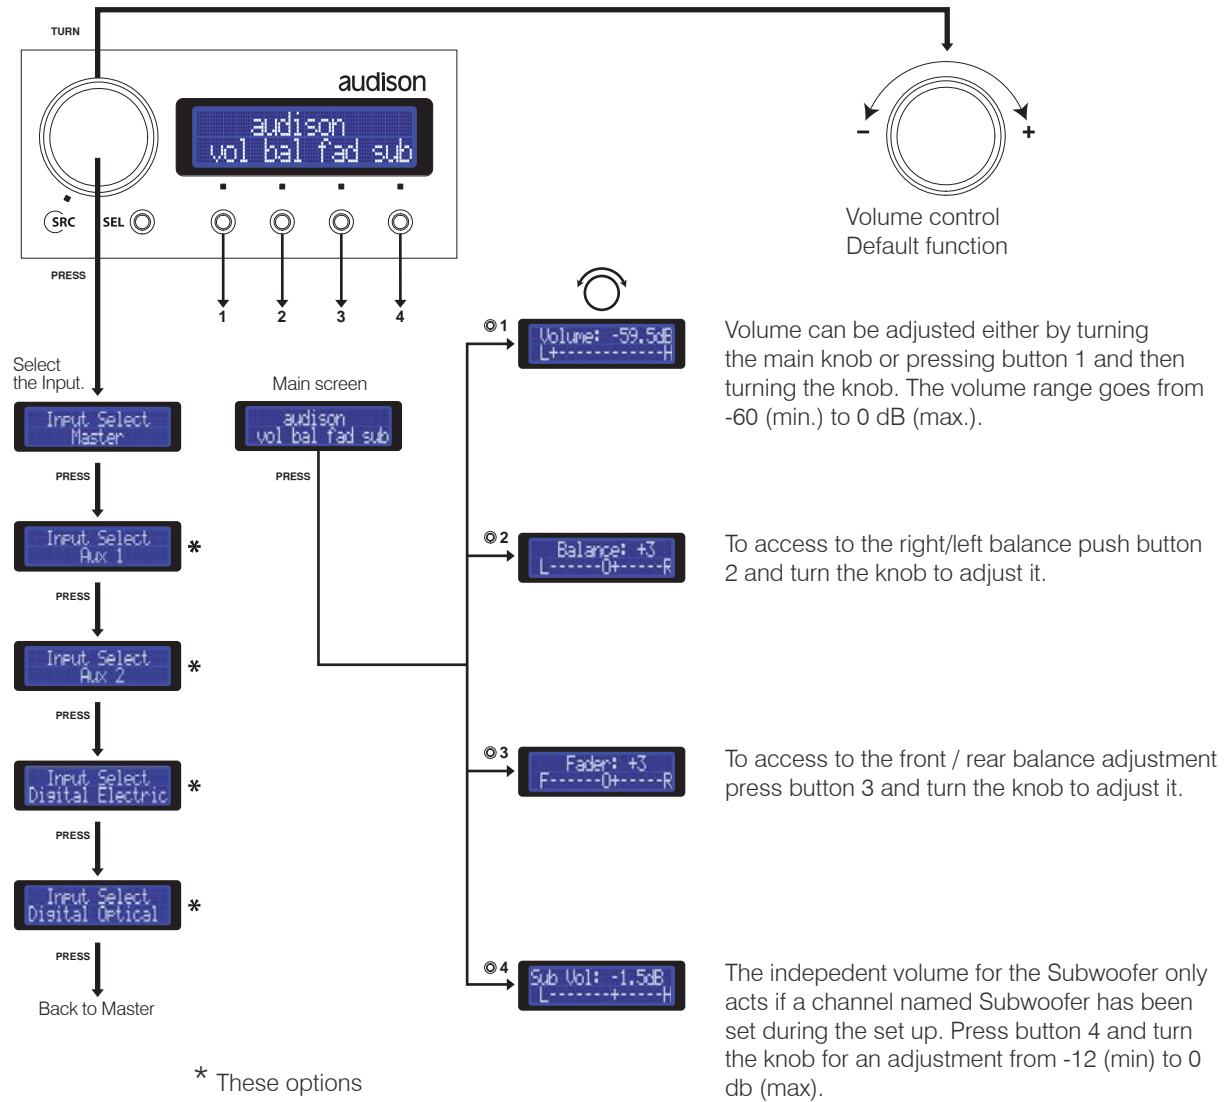 TURN
audison
audison
vol bal fad sub
SRC
SEL
PRESS
1
2
3
4
-
+
Volume control
Default function
Select
the Input.
Input Select
Master
PRESS
Input Select
Aux 1
*
PRESS
Input Select
Aux 2
*
PRESS
Input Select
Digital Electric
*
PRESS
Input Select
Digital Optical
*
PRESS
Back to Master
Main screen
audison
vol bal fad sub
PRESS
1
Volume: -59.5dB
L+------------H
Volume can be adjusted either by turning
the main knob or pressing button 1 and then
turning the knob. The volume range goes from
-60 (min.) to 0 dB (max.).
2
Balance: +3
L------0+-----R
To access to the right/left balance push button
2 and turn the knob to adjust it.
3
Fader: +3
F------0+-----R
To access to the front / rear balance adjustment
press button 3 and turn the knob to adjust it.
4
Sub Vol: -1.5dB
L-------+-----H
The indepedent volume for the Subwoofer only
acts if a channel named Subwoofer has been
set during the set up. Press button 4 and turn
the knob for an adjustment from -12 (min) to 0
db (max).
* These options